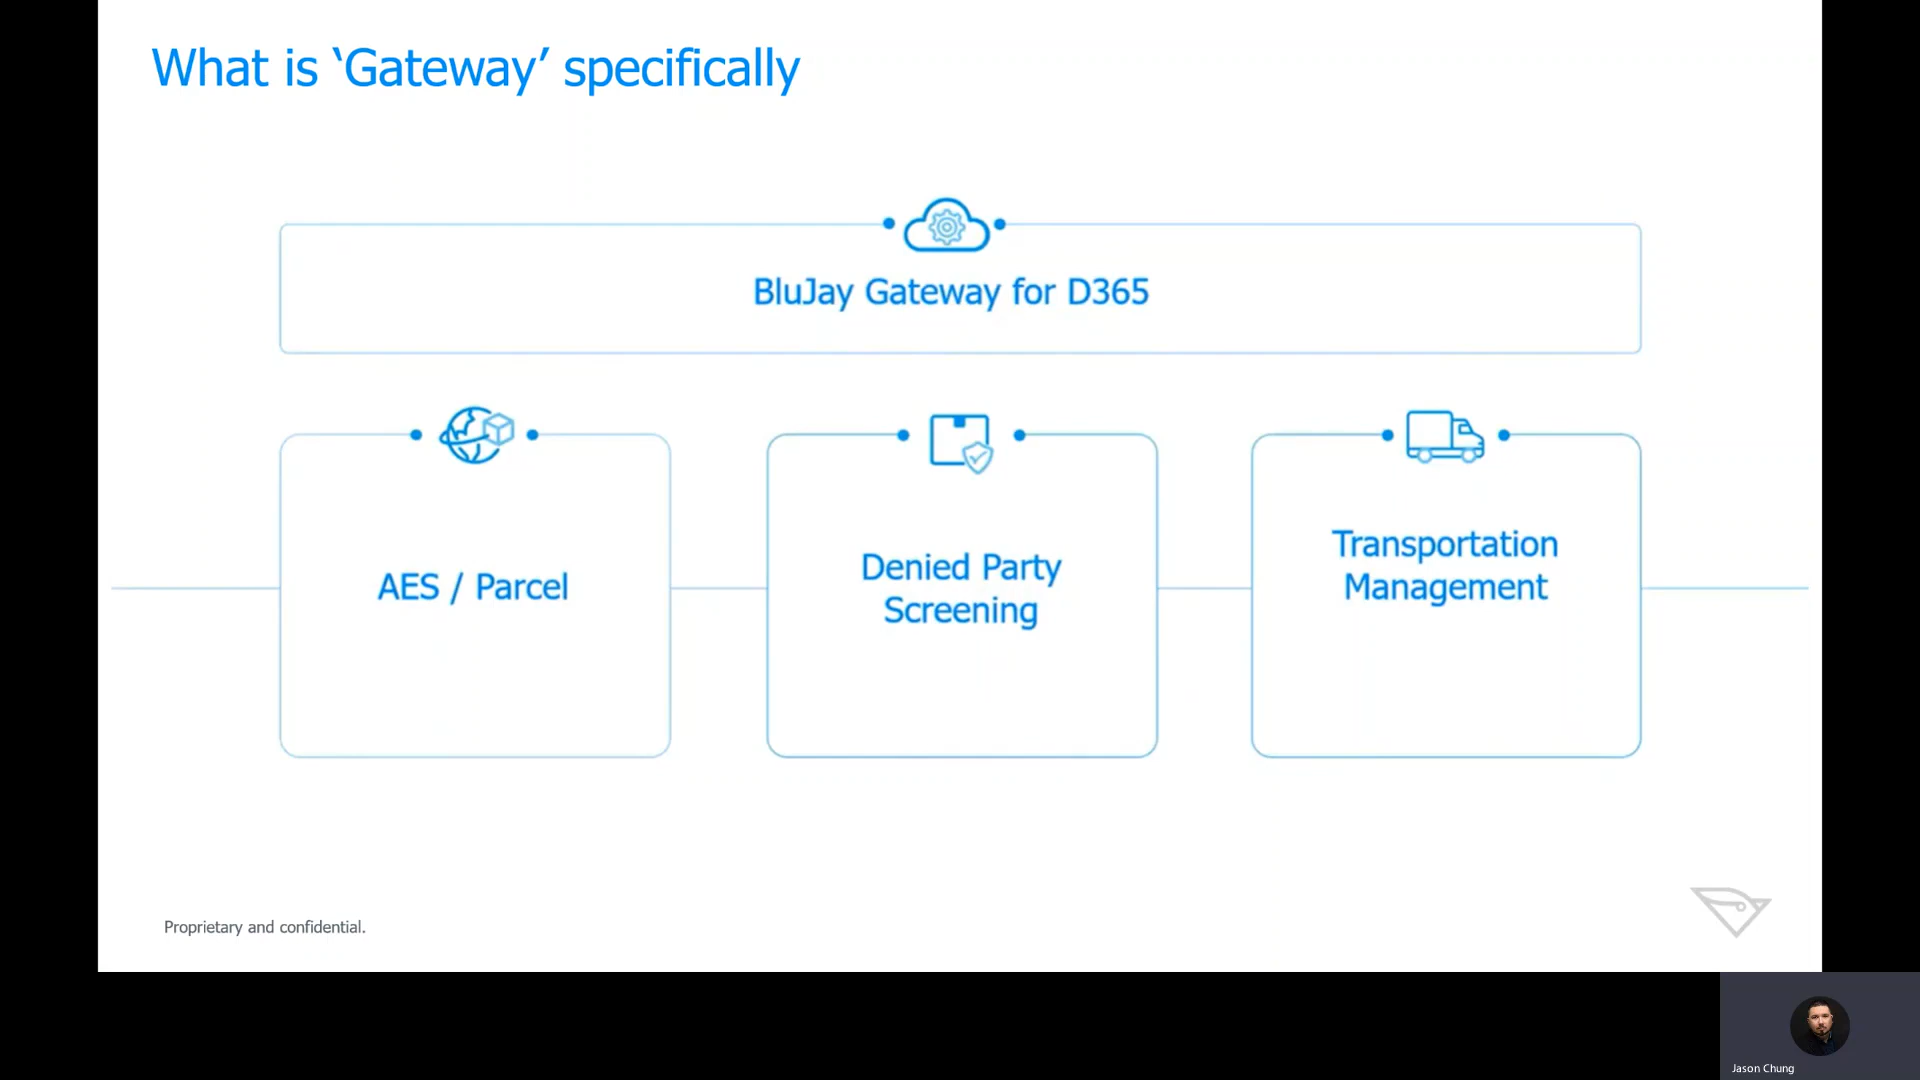 What is ‘Gateway’ specifically
BluJay Gateway for D365
AES / Parcel
Denied Party
Screening
Transportation
Management
Proprietary and confidential.
Jason Chung